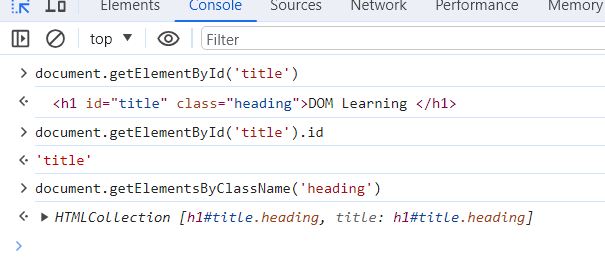 Elements Console Sources Network Performance Memory
top Filter
> document.getElementById('title')
<h1 id="title" class="heading">DOM Learning </h1>
> document.getElementById('title').id
'title'
> document.getElementsByClassName('heading')
HTMLCollection [h1#title.heading, title: h1#title.heading]
>